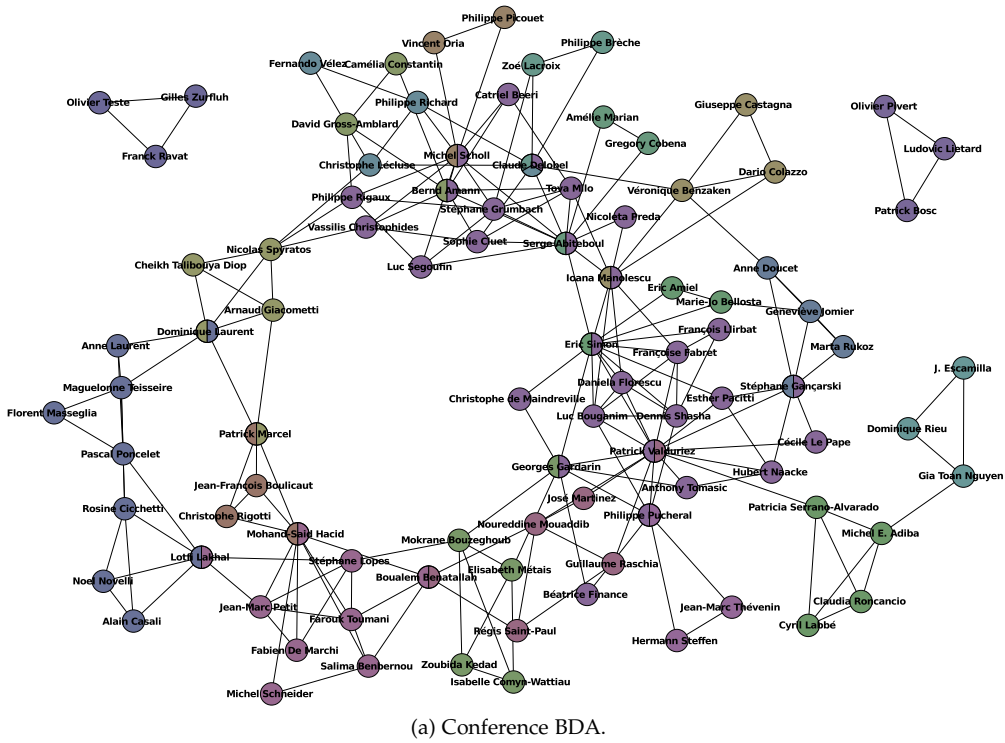 Philippe Picouet
Vincent Oria
Philippe Brèche
Fernando Vélez
Camélia Constantin
Zoé Lacroix
Olivier Teste
Gilles Zurfluh
Philippe Richard
Catriel Beeri
Giuseppe Castagna
Olivier Pivert
David Gross-Amblard
Amélie Marian
Gregory Cobena
Ludovic Lietard
Franck Ravat
Michel Scholl
Christophe Lécluse
Claude Delobel
Dario Colazzo
Bernd Amann
Tova Milo
Véronique Benzaken
Philippe Rigaux
Stéphane Grumbach
Patrick Bosc
Nicoleta Preda
Vassilis Christophides
Sophie Cluet
Serge Abiteboul
Nicolas Spyratos
Cheikh Talibouya Diop
Luc Segoufin
Anne Doucet
Ioana Manolescu
Eric Amiel
Marie-Jo Bellosta
Arnaud Giacometti
Geneviève Jomier
Dominique Laurent
François Llirbat
Anne Laurent
Eric Simon
Françoise Fabret
Marta Rukoz
J. Escamilla
Maguelonne Teisseire
Daniela Florescu
Stéphane Gançarski
Christophe de Maindreville
Esther Pacitti
Florent Masseglia
Luc Bouganim
Dennis Shasha
Dominique Rieu
Patrick Marcel
Cécile Le Pape
Pascal Poncelet
Patrick Valduriez
Georges Gardarin
Hubert Naacke
Gia Toàn Nguyen
Jean-François Boulicaut
Anthony Tomasic
José Martinez
Rosine Cicchetti
Christophe Rigotti
Patricia Serrano-Alvarado
Philippe Pucheral
Noureddine Mouaddib
Mohand-Saïd Hacid
Michel E. Adiba
Mokrane Bouzeghoub
Lotfi Lakhal
Stéphane Lopes
Guillaume Raschia
Elisabeth Métais
Boualem Benatallah
Noel Novelli
Béatrice Finance
Claudia Roncancio
Jean-Marc Petit
Jean-Marc Thévenin
Alain Casali
Farouk Toumani
Cyril Labbé
Régis Saint-Paul
Hermann Steffen
Fabien De Marchi
Salima Benbernou
Zoubida Kedad
Isabelle Comyn-Wattiau
Michel Schneider
(a) Conference BDA.